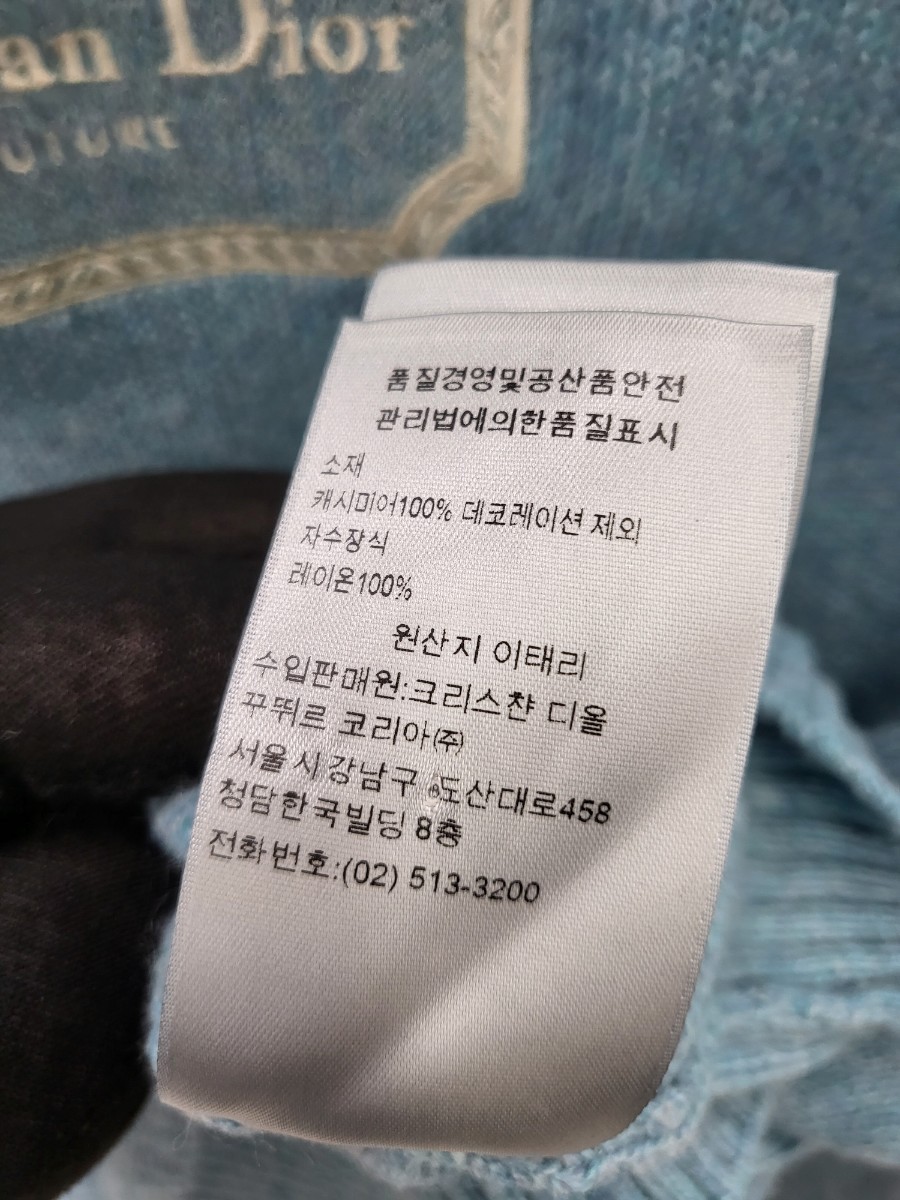 an Dior
OUTURE
품질경영및공산품안전
관리법에의한품질표시
소재
캐시미어100% 데코레이션 제외
자수장식
레이온100%
원산지 이태리
수입판매원:크리스챤 디올
꾸뛰르 코리아(주)
서울시 강남구 도산대로458
청담한국빌딩 8층
전화번호:(02) 513-3200